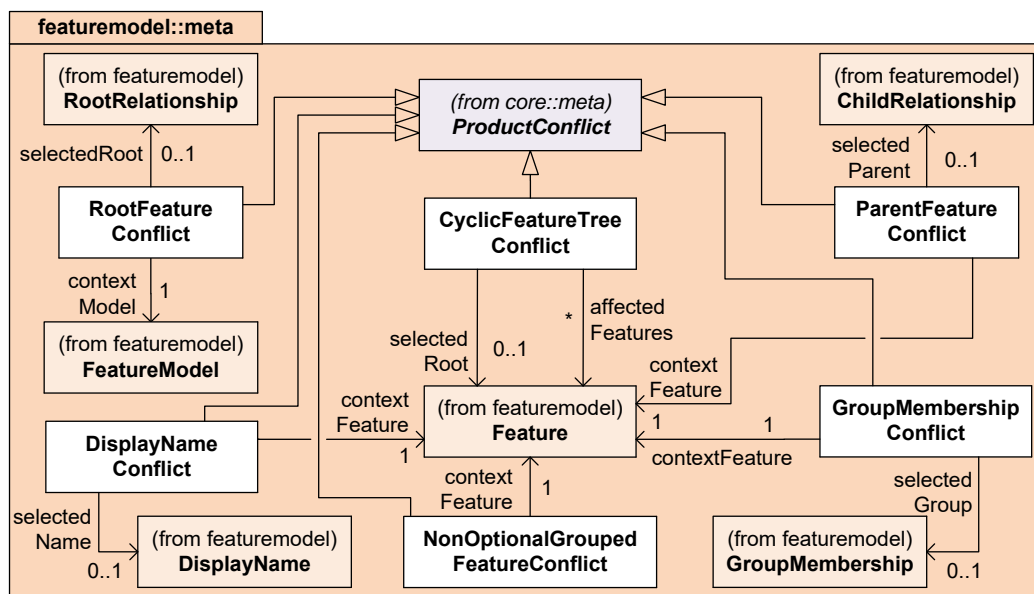 featuremodel::meta
(from featuremodel)
RootRelationship
(from core::meta)
ProductConflict
(from featuremodel)
ChildRelationship
selectedRoot
0..1
selected
Parent
0..1
RootFeature
Conflict
CyclicFeatureTree
Conflict
ParentFeature
Conflict
context
Model
1
*
affected
Features
selected
Root
0..1
(from featuremodel)
FeatureModel
context
Feature
1
context
Feature
1
(from featuremodel)
Feature
GroupMembership
Conflict
1
contextFeature
DisplayName
Conflict
context
Feature
1
selected
Name
0..1
(from featuremodel)
DisplayName
NonOptionalGrouped
FeatureConflict
selected
Group
0..1
(from featuremodel)
GroupMembership